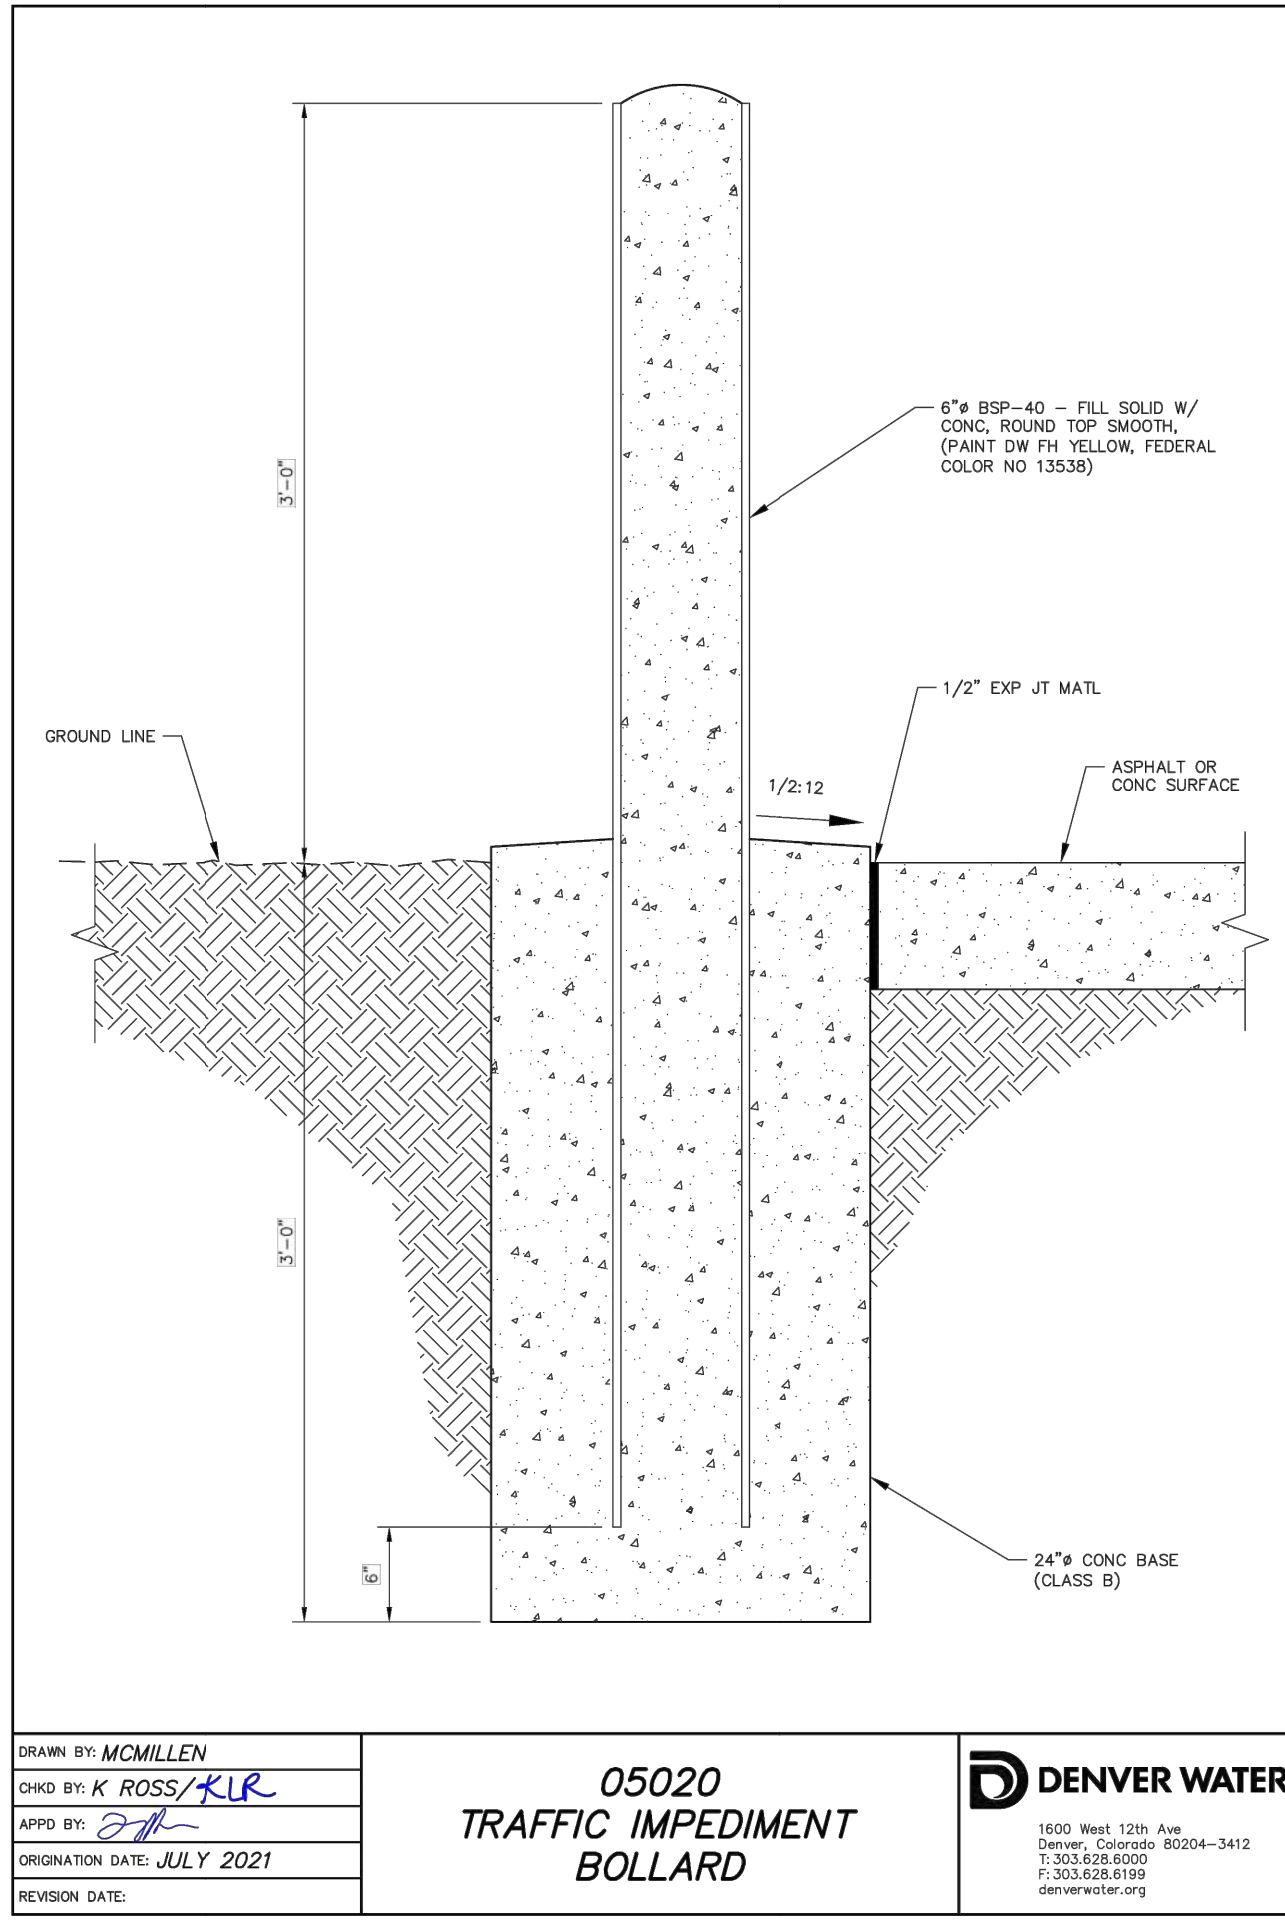 3'-0"
6"ø BSP-40 - FILL SOLID W/
CONC, ROUND TOP SMOOTH,
(PAINT DW FH YELLOW, FEDERAL
COLOR NO 13538)
1/2" EXP JT MATL
GROUND LINE
ASPHALT OR
CONC SURFACE
1/2:12
3'-0"
6"
24"ø CONC BASE
(CLASS B)
DRAWN BY: MCMILLEN
CHKD BY: K ROSS/KLR
APPD BY:
ORIGINATION DATE: JULY 2021
REVISION DATE:
05020
TRAFFIC IMPEDIMENT
BOLLARD
DENVER WATER
1600 West 12th Ave
Denver, Colorado 80204-3412
T: 303.628.6000
F: 303.628.6199
denverwater.org